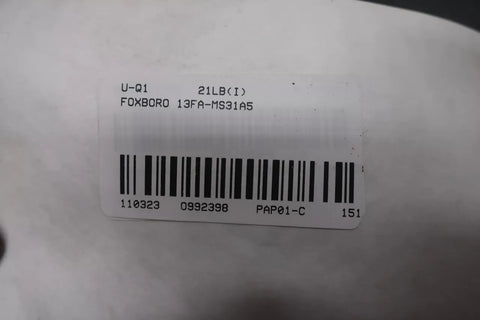 U-Q1 21LB(I)
FOXBORO 13FA-MS31A5
110323 0992398 PAP01-C 151